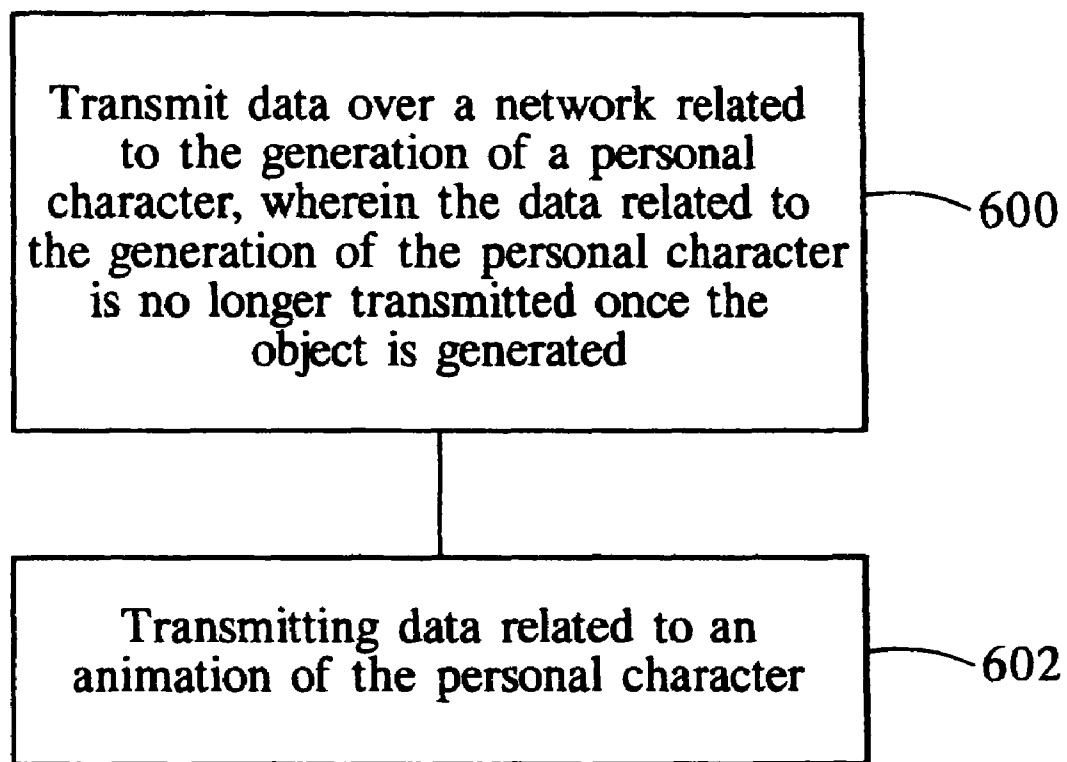 Transmit data over a network related
to the generation of a personal
character, wherein the data related to
the generation of the personal character
is no longer transmitted once the
object is generated
600
Transmitting data related to an
animation of the personal character
602